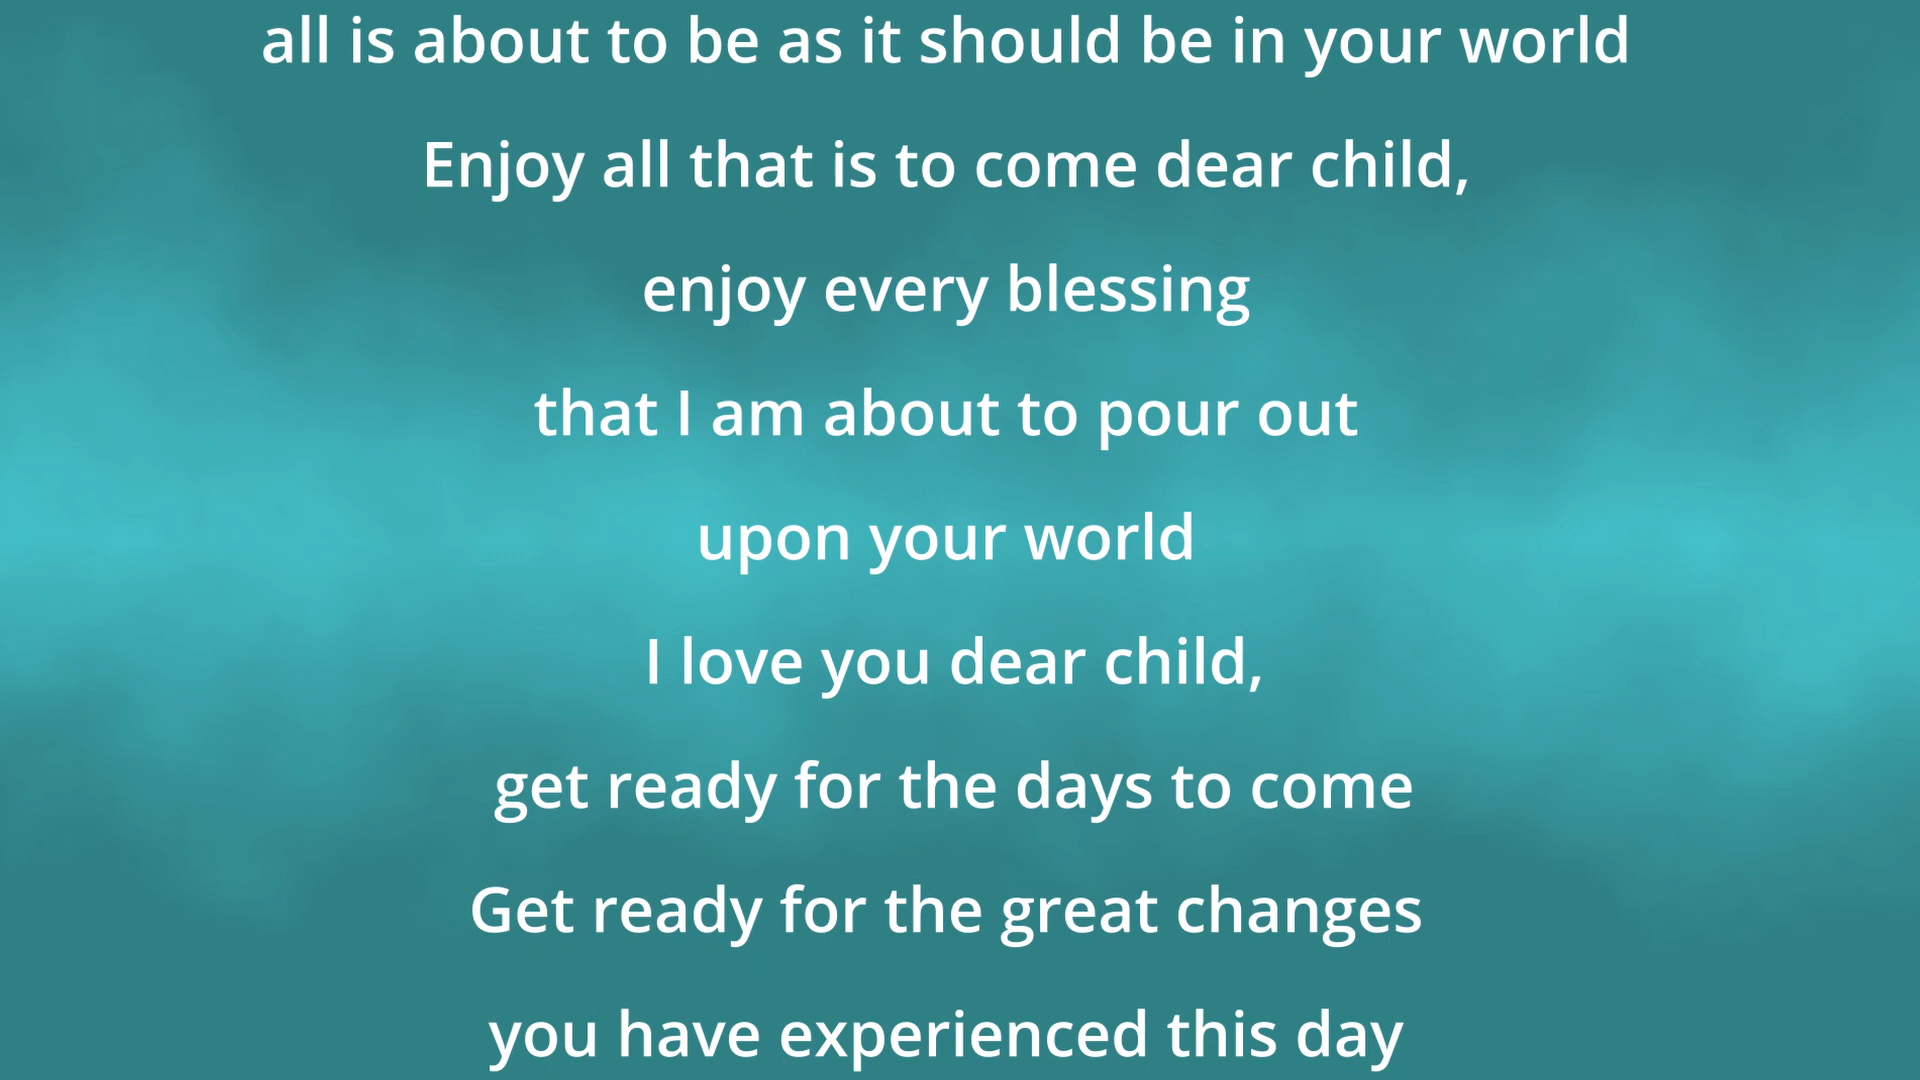 all is about to be as it should be in your world
Enjoy all that is to come dear child,
enjoy every blessing
that I am about to pour out
upon your world
I love you dear child,
get ready for the days to come
Get ready for the great changes
you have experienced this day